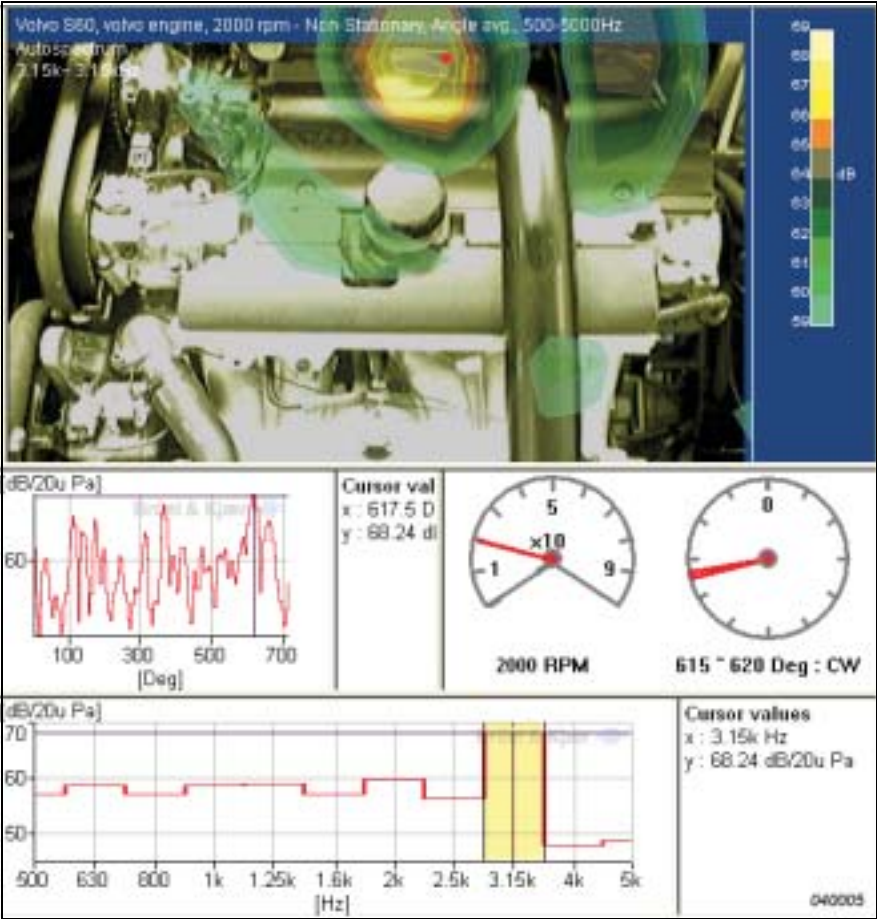 Volvo S60, volvo engine, 2000 rpm - Non Stationary, Angle avg., 500-5000Hz
Autospectrum
3.15k - 3.15kHz
69
68
67
66
65
64 dB
63
62
61
60
59
[dB/20u Pa]
60
100 300 500 700
[Deg]
Cursor val
x : 617.5 D
y : 68.24 dl
5
x10
1 9
2000 RPM
0
615 ~ 620 Deg : CW
[dB/20u Pa]
70
60
50
500 630 800 1k 1.25k 1.6k 2k 2.5k 3.15k 4k 5k
[Hz]
Cursor values
x : 3.15k Hz
y : 68.24 dB/20u Pa
040005